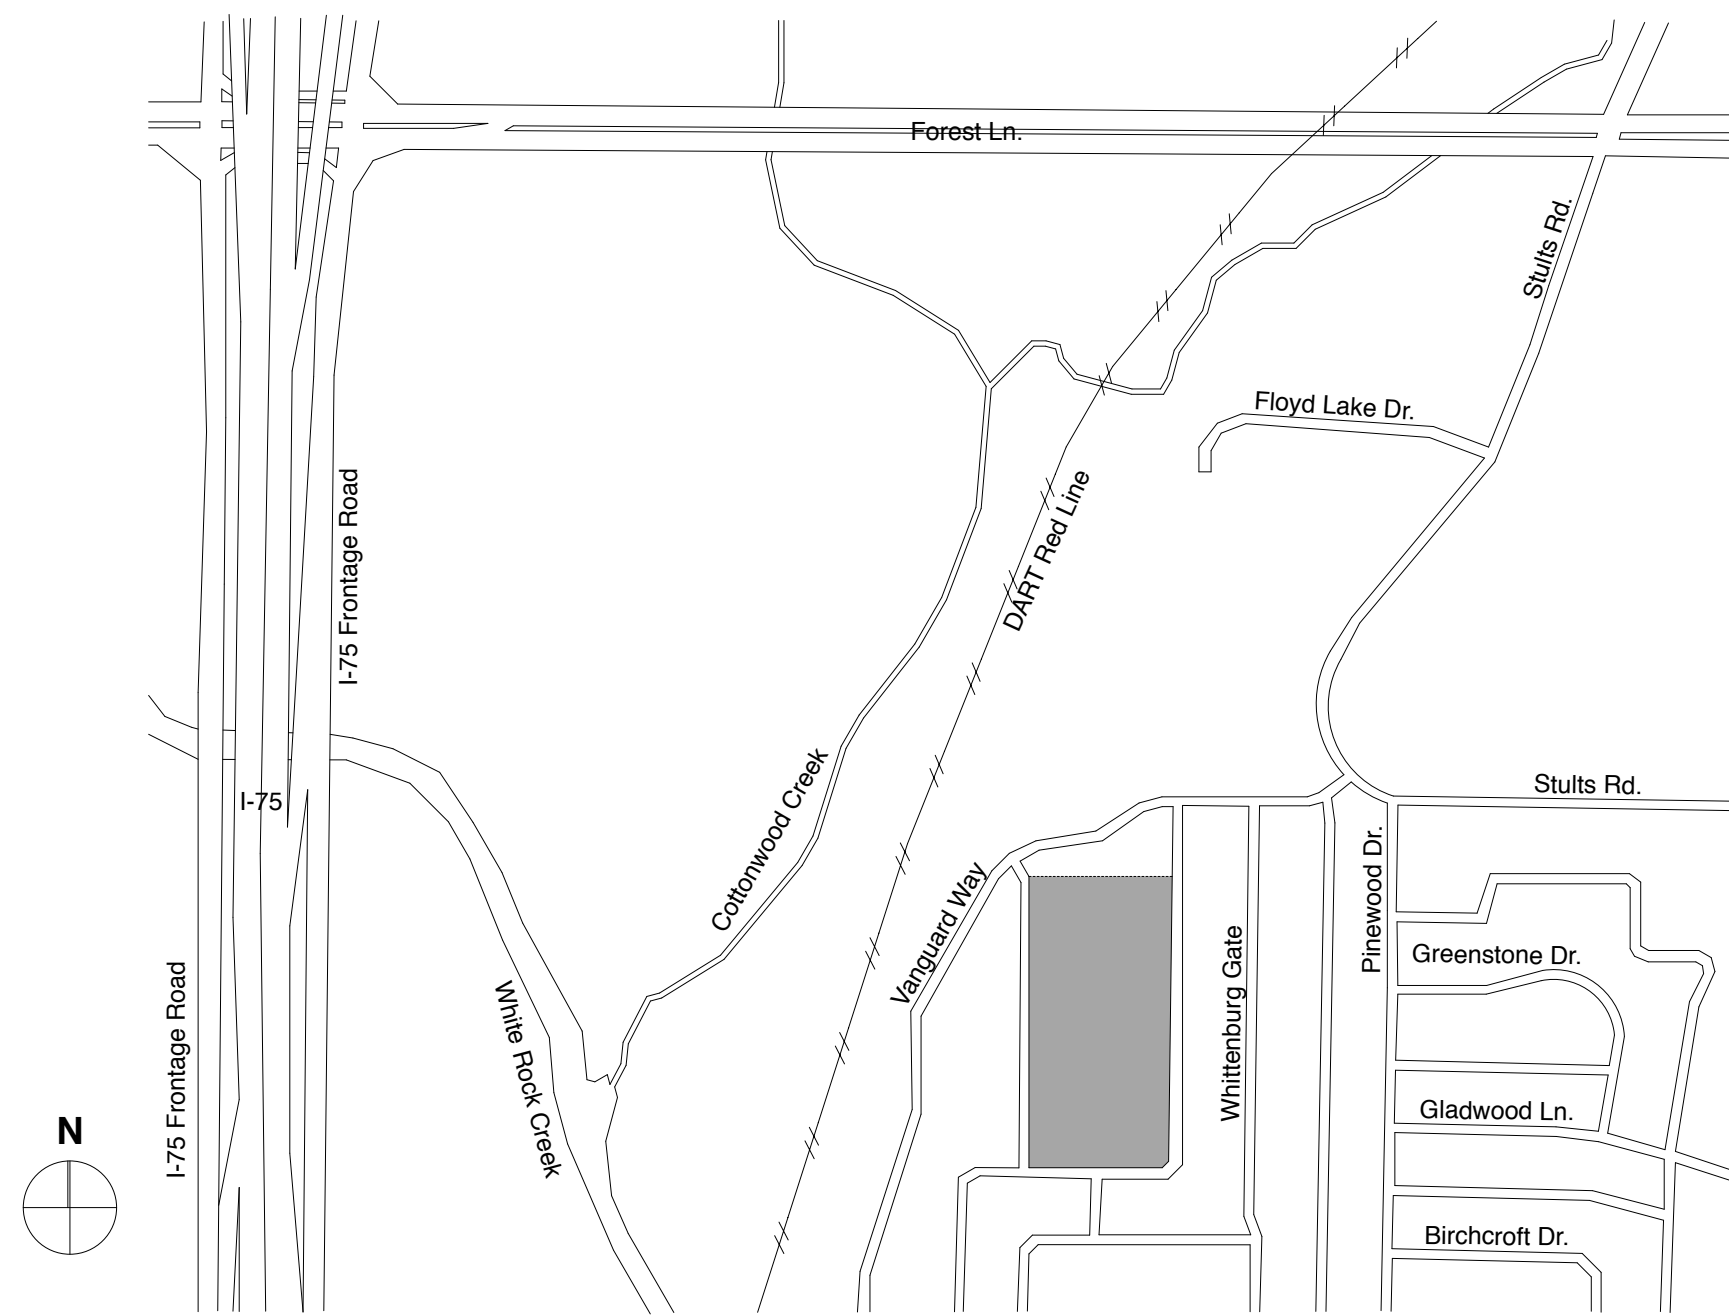 Forest Ln.
Stults Rd.
Floyd Lake Dr.
I-75 Frontage Road
DART Red Line
I-75
Cottonwood Creek
Stults Rd.
Vanguard Way
Pinewood Dr.
Whittenburg Gate
Greenstone Dr.
I-75 Frontage Road
White Rock Creek
Gladwood Ln.
N
Birchcroft Dr.